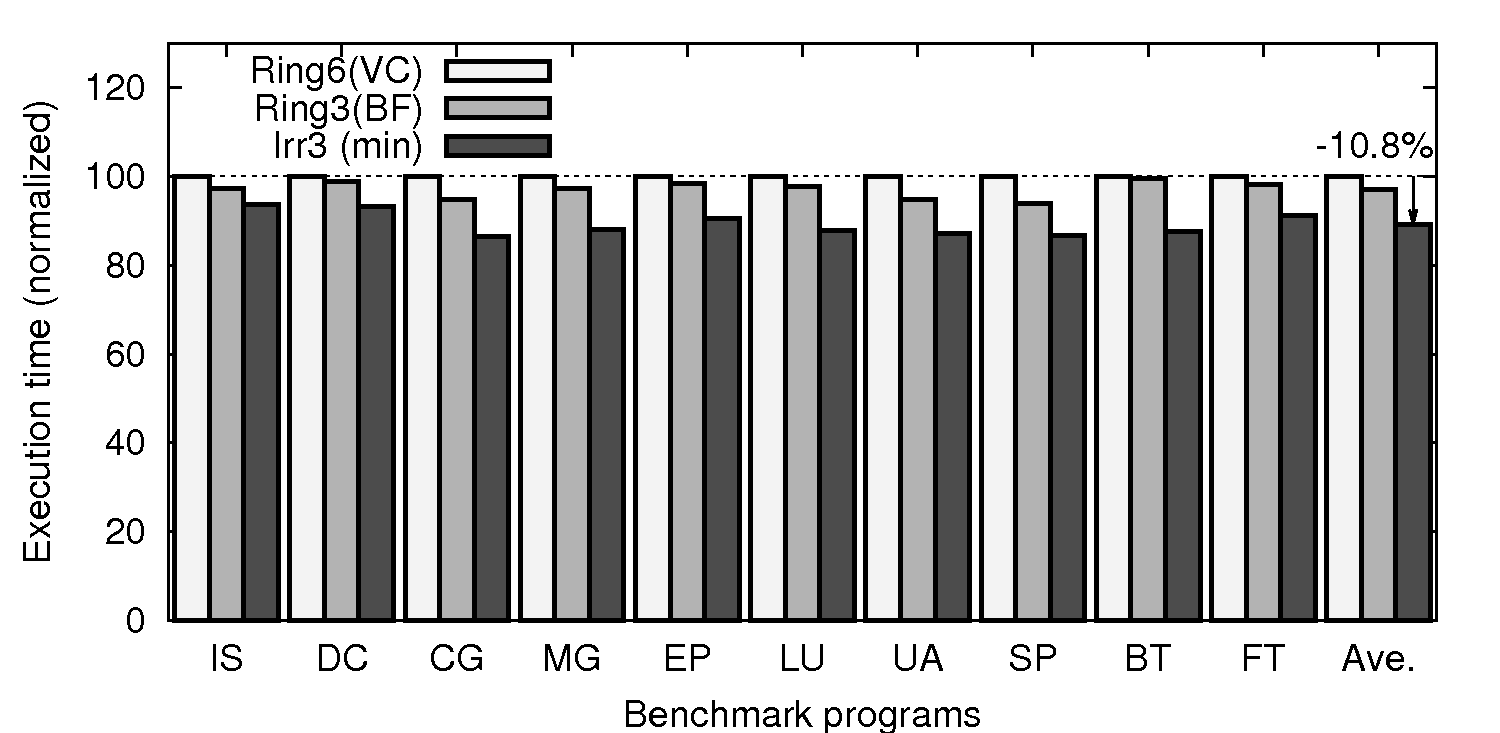 Ring6(VC)
Ring3(BF)
Irr3 (min)
-10.8%
120
100
80
60
40
20
0
Execution time (normalized)
IS DC CG MG EP LU UA SP BT FT Ave.
Benchmark programs